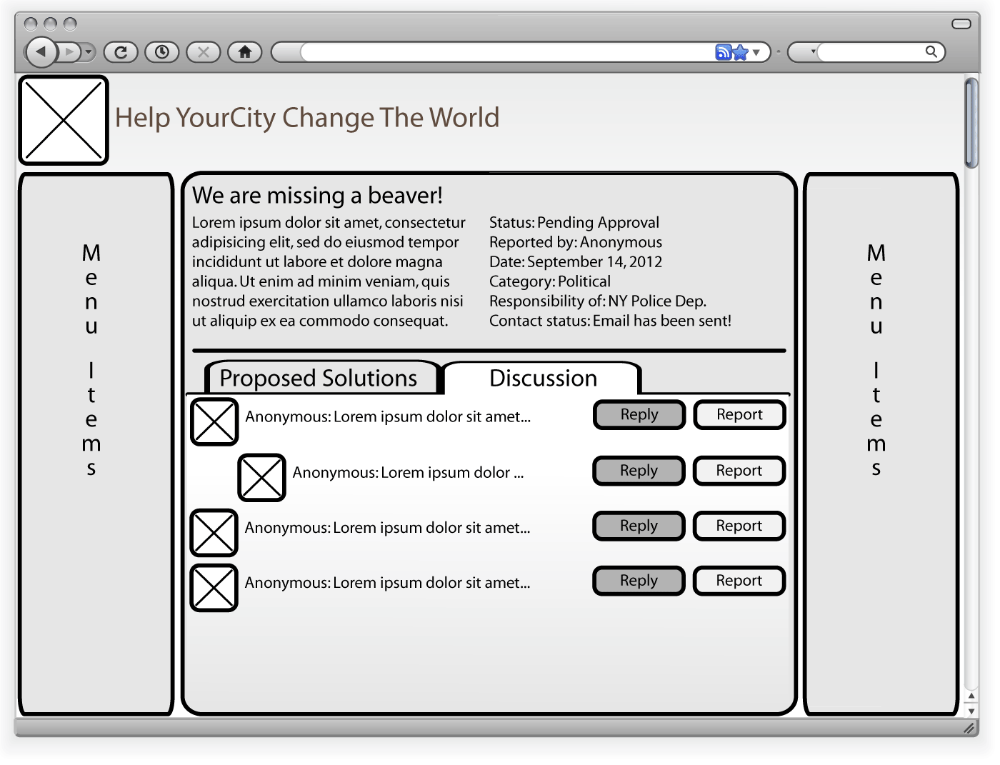 Help YourCity Change The World
M
e
n
u
I
t
e
m
s
We are missing a beaver!
Lorem ipsum dolor sit amet, consectetur
adipisicing elit, sed do eiusmod tempor
incididunt ut labore et dolore magna
aliqua. Ut enim ad minim veniam, quis
nostrud exercitation ullamco laboris nisi
ut aliquip ex ea commodo consequat.
Status: Pending Approval
Reported by: Anonymous
Date: September 14, 2012
Category: Political
Responsibility of: NY Police Dep.
Contact status: Email has been sent!
Proposed Solutions
Discussion
Anonymous: Lorem ipsum dolor sit amet...
Reply
Report
Anonymous: Lorem ipsum dolor ...
Reply
Report
Anonymous: Lorem ipsum dolor sit amet...
Reply
Report
Anonymous: Lorem ipsum dolor sit amet...
Reply
Report
M
e
n
u
I
t
e
m
s